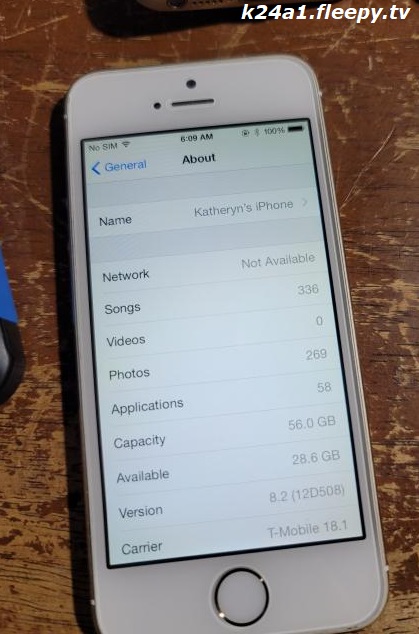 k24a1.fleepy.tv
No SIM 6:09 AM 100%
General About
Name Katheryn's iPhone
Network Not Available
Songs 336
Videos 0
Photos 269
Applications 58
Capacity 56.0 GB
Available 28.6 GB
Version 8.2 (12D508)
Carrier T-Mobile 18.1